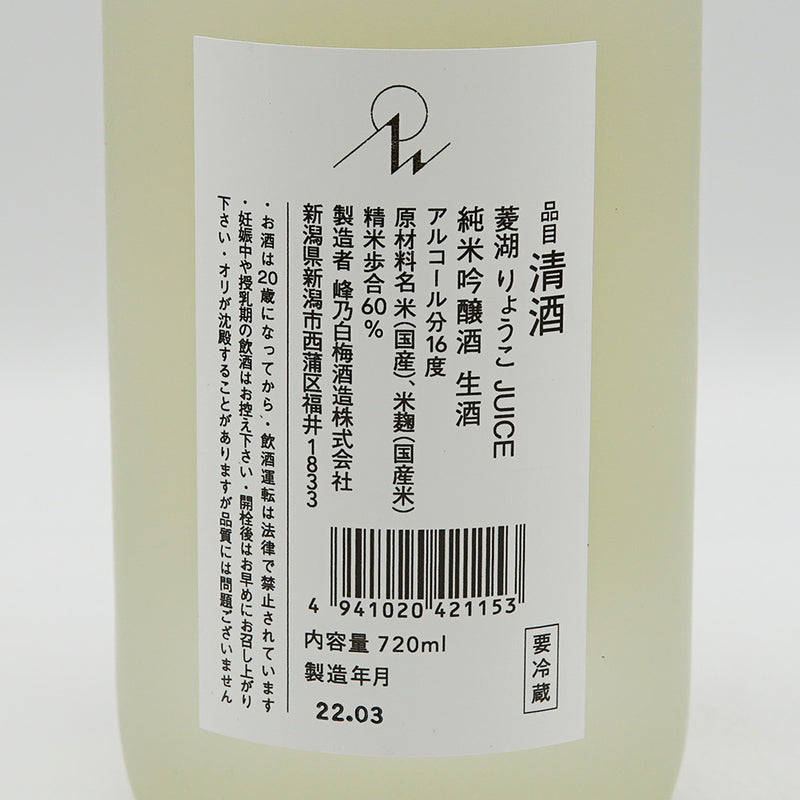 品目 清酒
菱湖 りょうこ JUICE
純米吟醸酒 生酒
アルコール分16度
原材料名 米(国産)、米麹(国産米)
精米歩合60%
製造者 峰乃白梅酒造株式会社
新潟県新潟市西蒲区福井1833
・お酒は20歳になってから、・飲酒運転は法律で禁止されています
・妊娠中や授乳期の飲酒はお控え下さい・開栓後はお早めにお召し上がり
下さい・オリが沈殿することがありますが品質には問題ございません
4 941020 421153
内容量 720ml
製造年月
22.03
要冷蔵